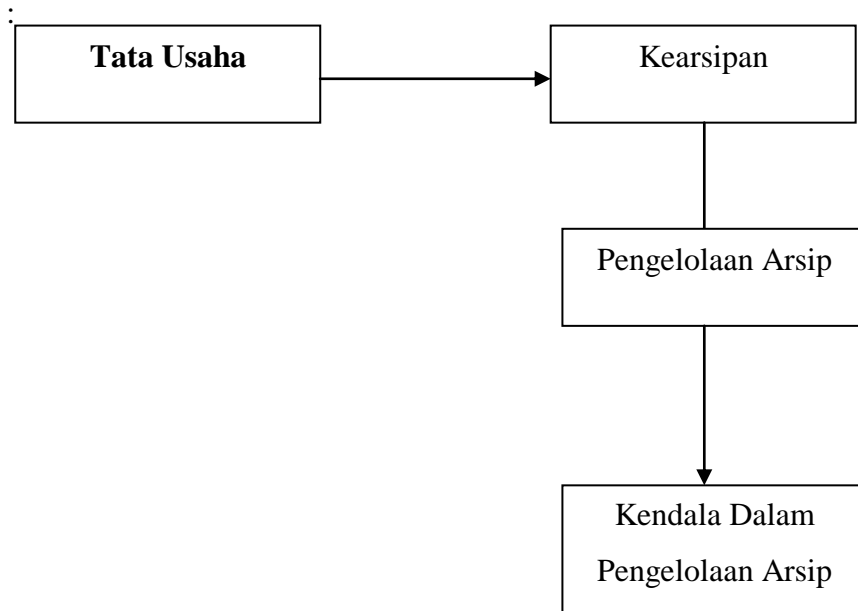 :
Tata Usaha
Kearsipan
Pengelolaan Arsip
Kendala Dalam
Pengelolaan Arsip